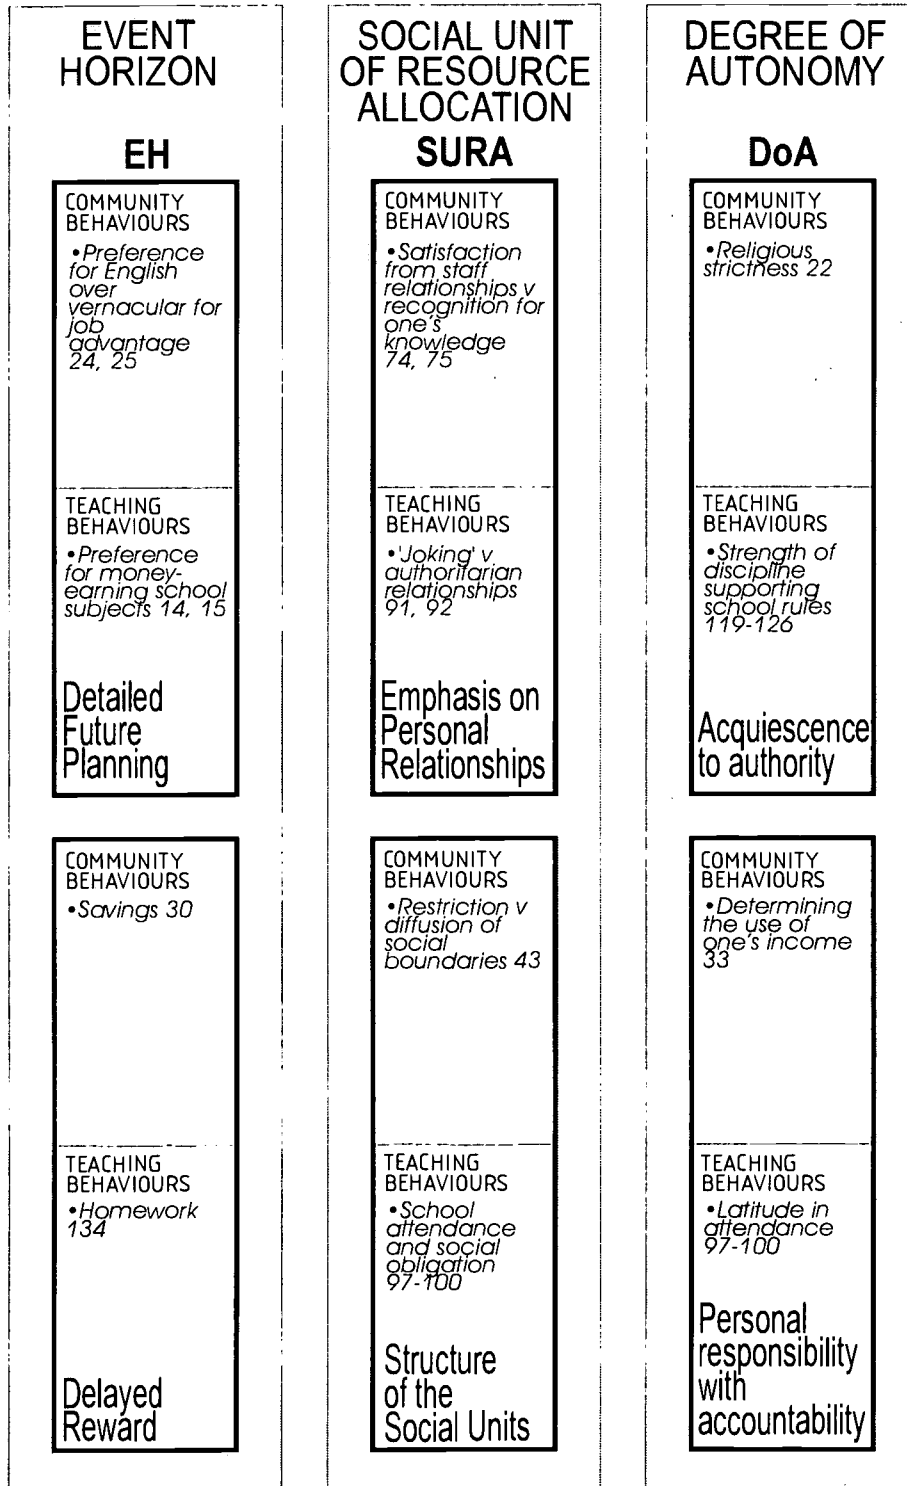 EVENT
HORIZON
EH
COMMUNITY
BEHAVIOURS
•Preference
for English
over
vernacular for
job
advantage
24, 25
TEACHING
BEHAVIOURS
•Preference
for money-
earning school
subjects 14, 15
Detailed
Future
Planning
COMMUNITY
BEHAVIOURS
•Savings 30
TEACHING
BEHAVIOURS
•Homework
134
Delayed
Reward
SOCIAL UNIT
OF RESOURCE
ALLOCATION
SURA
COMMUNITY
BEHAVIOURS
•Satisfaction
from staff
relationships v
recognition for
one's
knowledge
74, 75
TEACHING
BEHAVIOURS
•'Joking' v
authoritarian
relationships
91, 92
Emphasis on
Personal
Relationships
COMMUNITY
BEHAVIOURS
•Restriction v
diffusion of
social
boundaries 43
TEACHING
BEHAVIOURS
•School
attendance
and social
obligation
97-100
Structure
of the
Social Units
DEGREE OF
AUTONOMY
DoA
COMMUNITY
BEHAVIOURS
•Religious
strictness 22
TEACHING
BEHAVIOURS
•Strength of
discipline
supporting
school rules
119-126
Acquiescence
to authority
COMMUNITY
BEHAVIOURS
•Determining
the use of
one's income
33
TEACHING
BEHAVIOURS
•Latitude in
attendance
97-100
Personal
responsibility
with
accountability